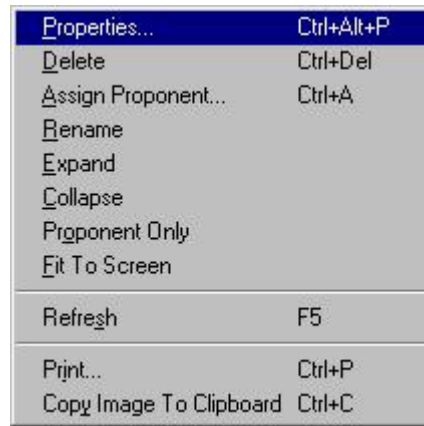 Properties... Ctrl+Alt+P
Delete Ctrl+Del
Assign Proponent... Ctrl+A
Rename
Expand
Collapse
Proponent Only
Fit To Screen
Refresh F5
Print... Ctrl+P
Copy Image To Clipboard Ctrl+C